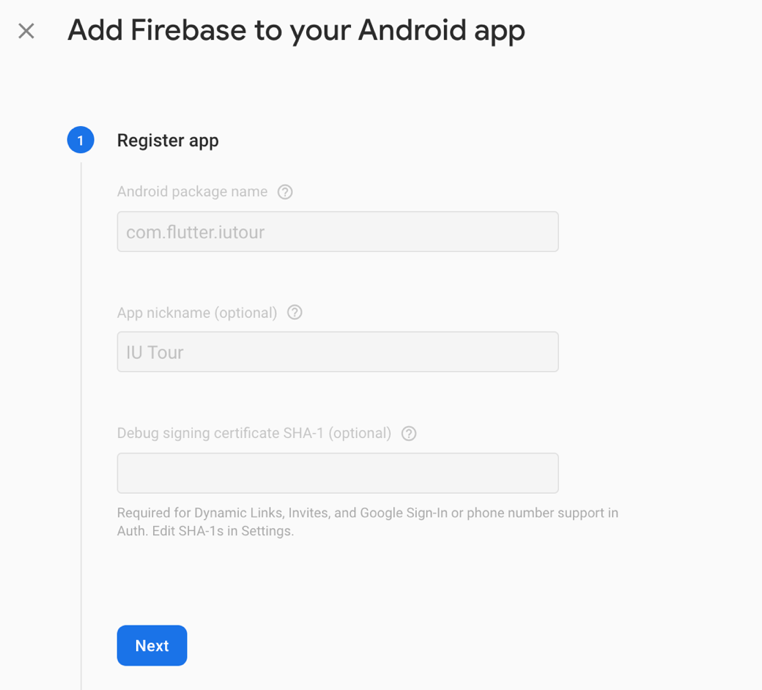 Add Firebase to your Android app
1
Register app
Android package name
com.flutter.iutour
App nickname (optional)
IU Tour
Debug signing certificate SHA-1 (optional)
Required for Dynamic Links, Invites, and Google Sign-In or phone number support in
Auth. Edit SHA-1s in Settings.
Next